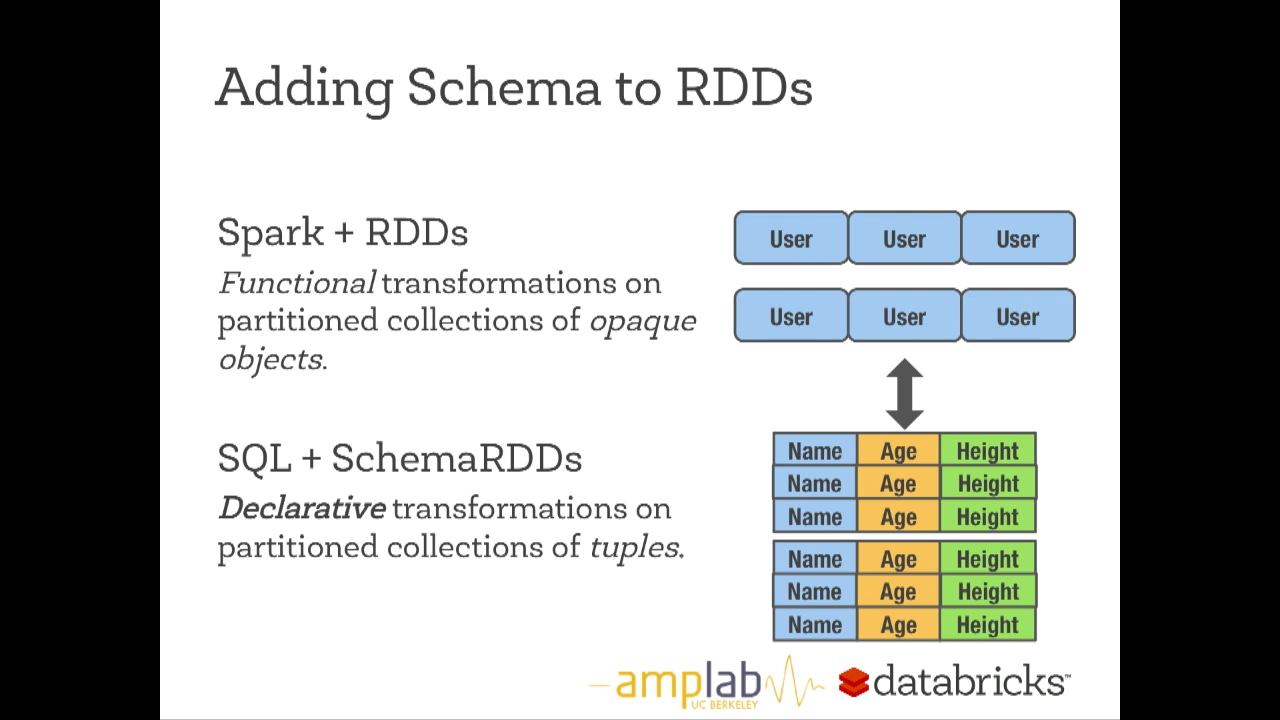 Adding Schema to RDDs
Spark + RDDs
Functional transformations on
partitioned collections of opaque
objects.
User User User
User User User
SQL + SchemaRDDs
Declarative transformations on
partitioned collections of tuples.
Name Age Height
Name Age Height
Name Age Height
Name Age Height
Name Age Height
Name Age Height
amplab
UC BERKELEY
databricks™